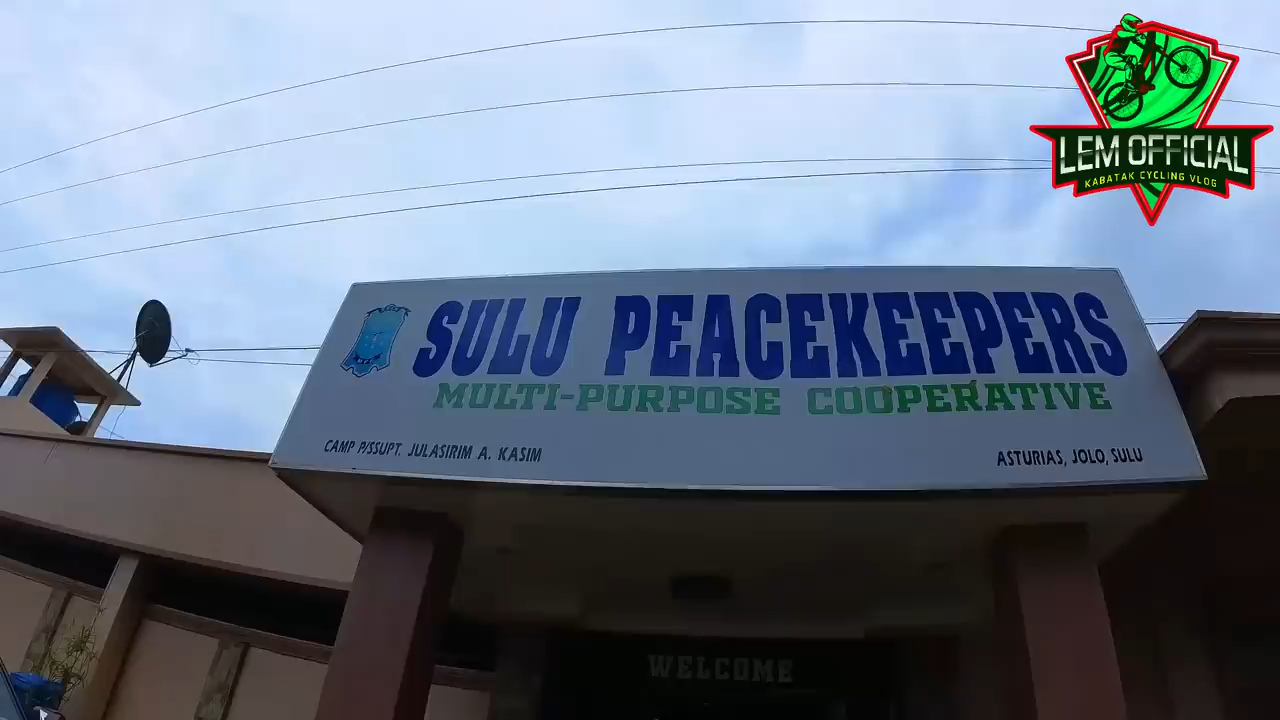 LEM OFFICIAL
KABATAK CYCLING VLOG
SULU PEACEKEEPERS
MULTI-PURPOSE COOPERATIVE
CAMP P/SSUPT. JULASIRIM A. KASIM
ASTURIAS, JOLO, SULU
WELCOME